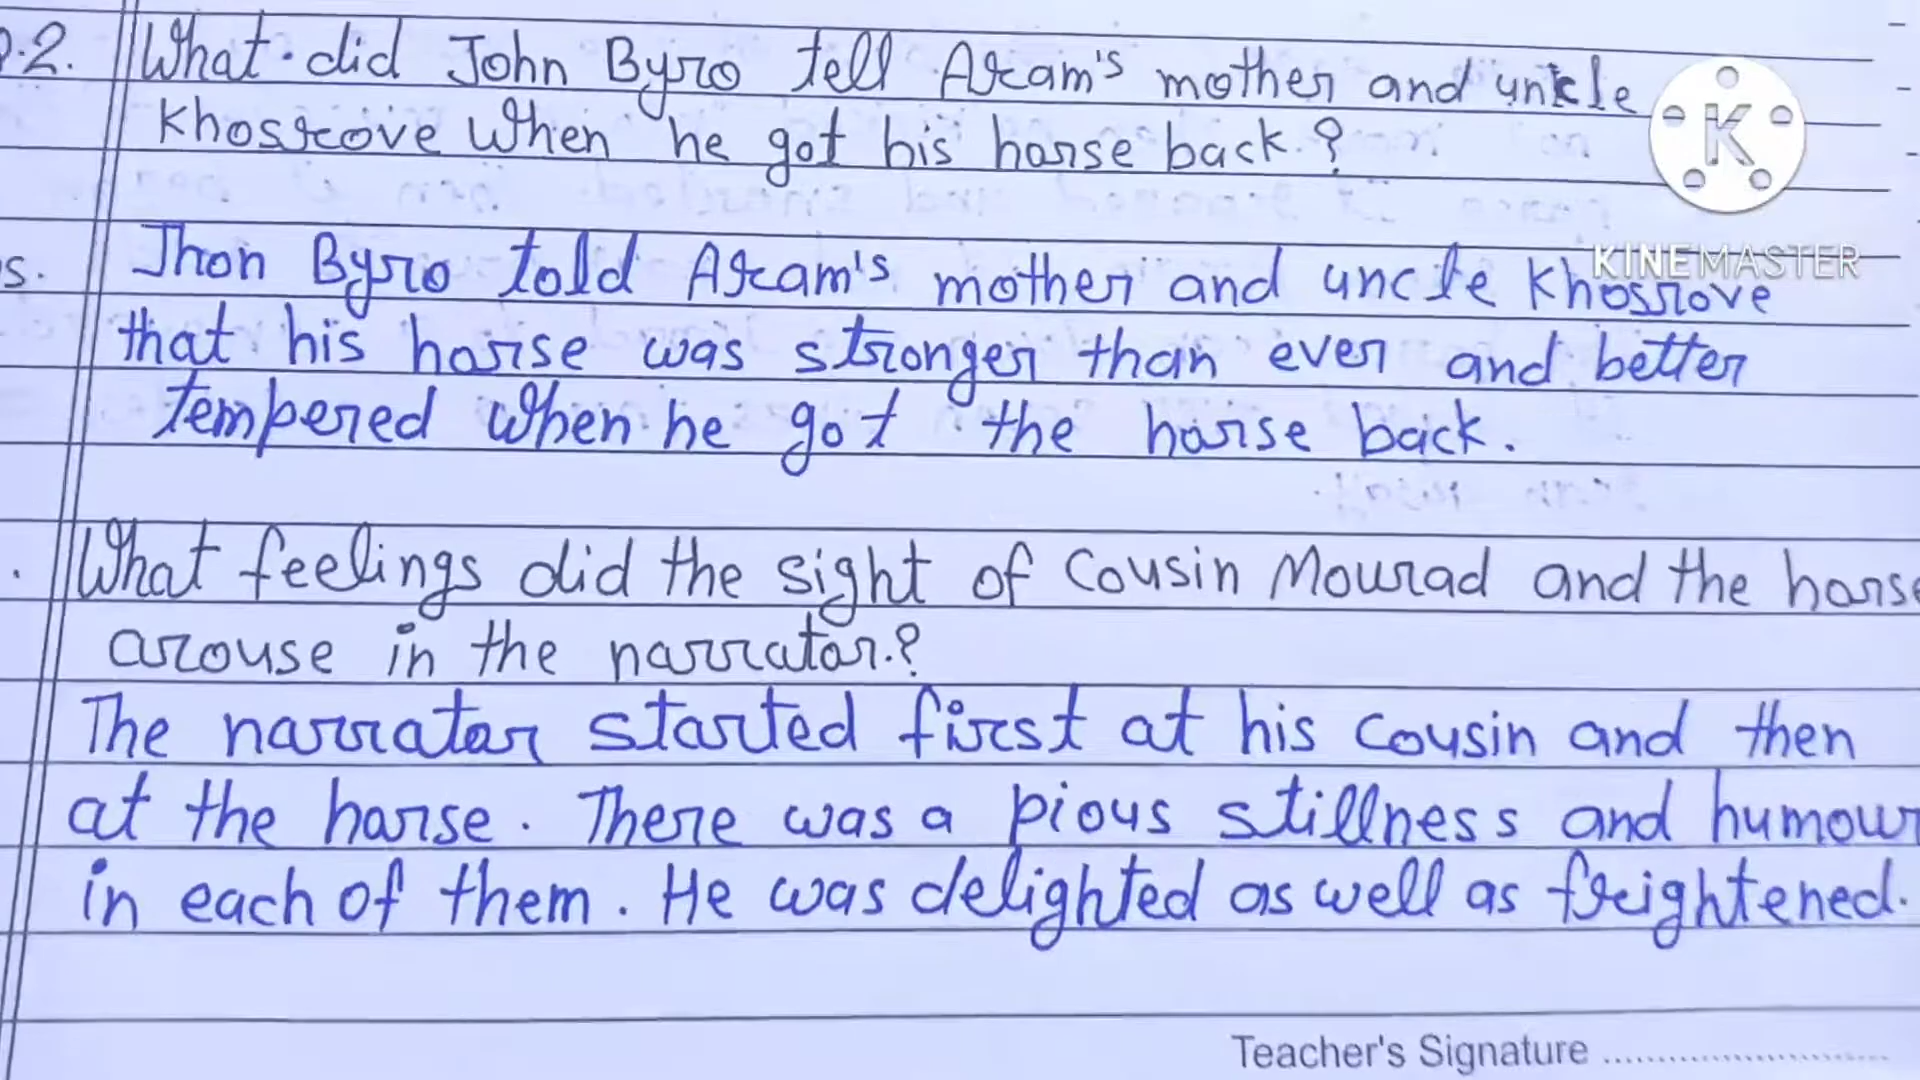 .2. What did John Byro tell Aram's mother and unkle
Khosrove When he got his horse back ?
s. Jhon Byro told Aram's mother and uncle Khosrove
that his horse was stronger than ever and better
tempered when he got the horse back.
. What feelings did the sight of Cousin Mourad and the horse
arouse in the narrator.?
The narrator started first at his cousin and then
at the horse. There was a pious stillness and humour
in each of them. He was delighted as well as freightened.
Teacher's Signature ..........................
K
KINEMASTER